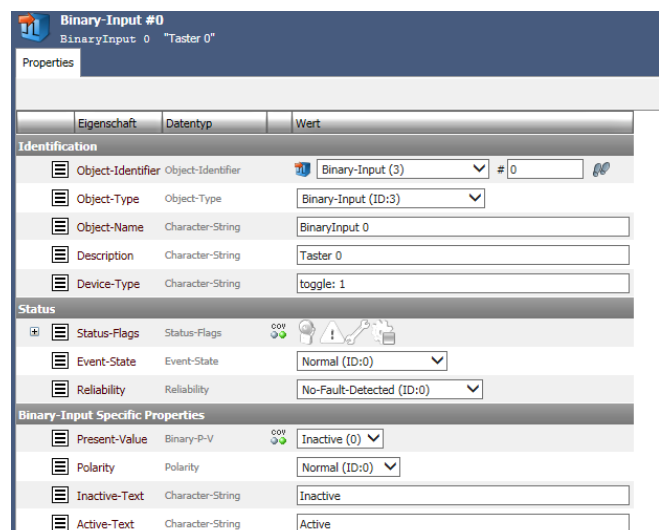 Binary-Input #0
BinaryInput 0 "Taster 0"
Properties
Eigenschaft Datentyp Wert
Identification
Object-Identifier Object-Identifier Binary-Input (3) # 0
Object-Type Object-Type Binary-Input (ID:3)
Object-Name Character-String BinaryInput 0
Description Character-String Taster 0
Device-Type Character-String toggle: 1
Status
Status-Flags Status-Flags COV
Event-State Event-State Normal (ID:0)
Reliability Reliability No-Fault-Detected (ID:0)
Binary-Input Specific Properties
Present-Value Binary-P-V COV Inactive (0)
Polarity Polarity Normal (ID:0)
Inactive-Text Character-String Inactive
Active-Text Character-String Active